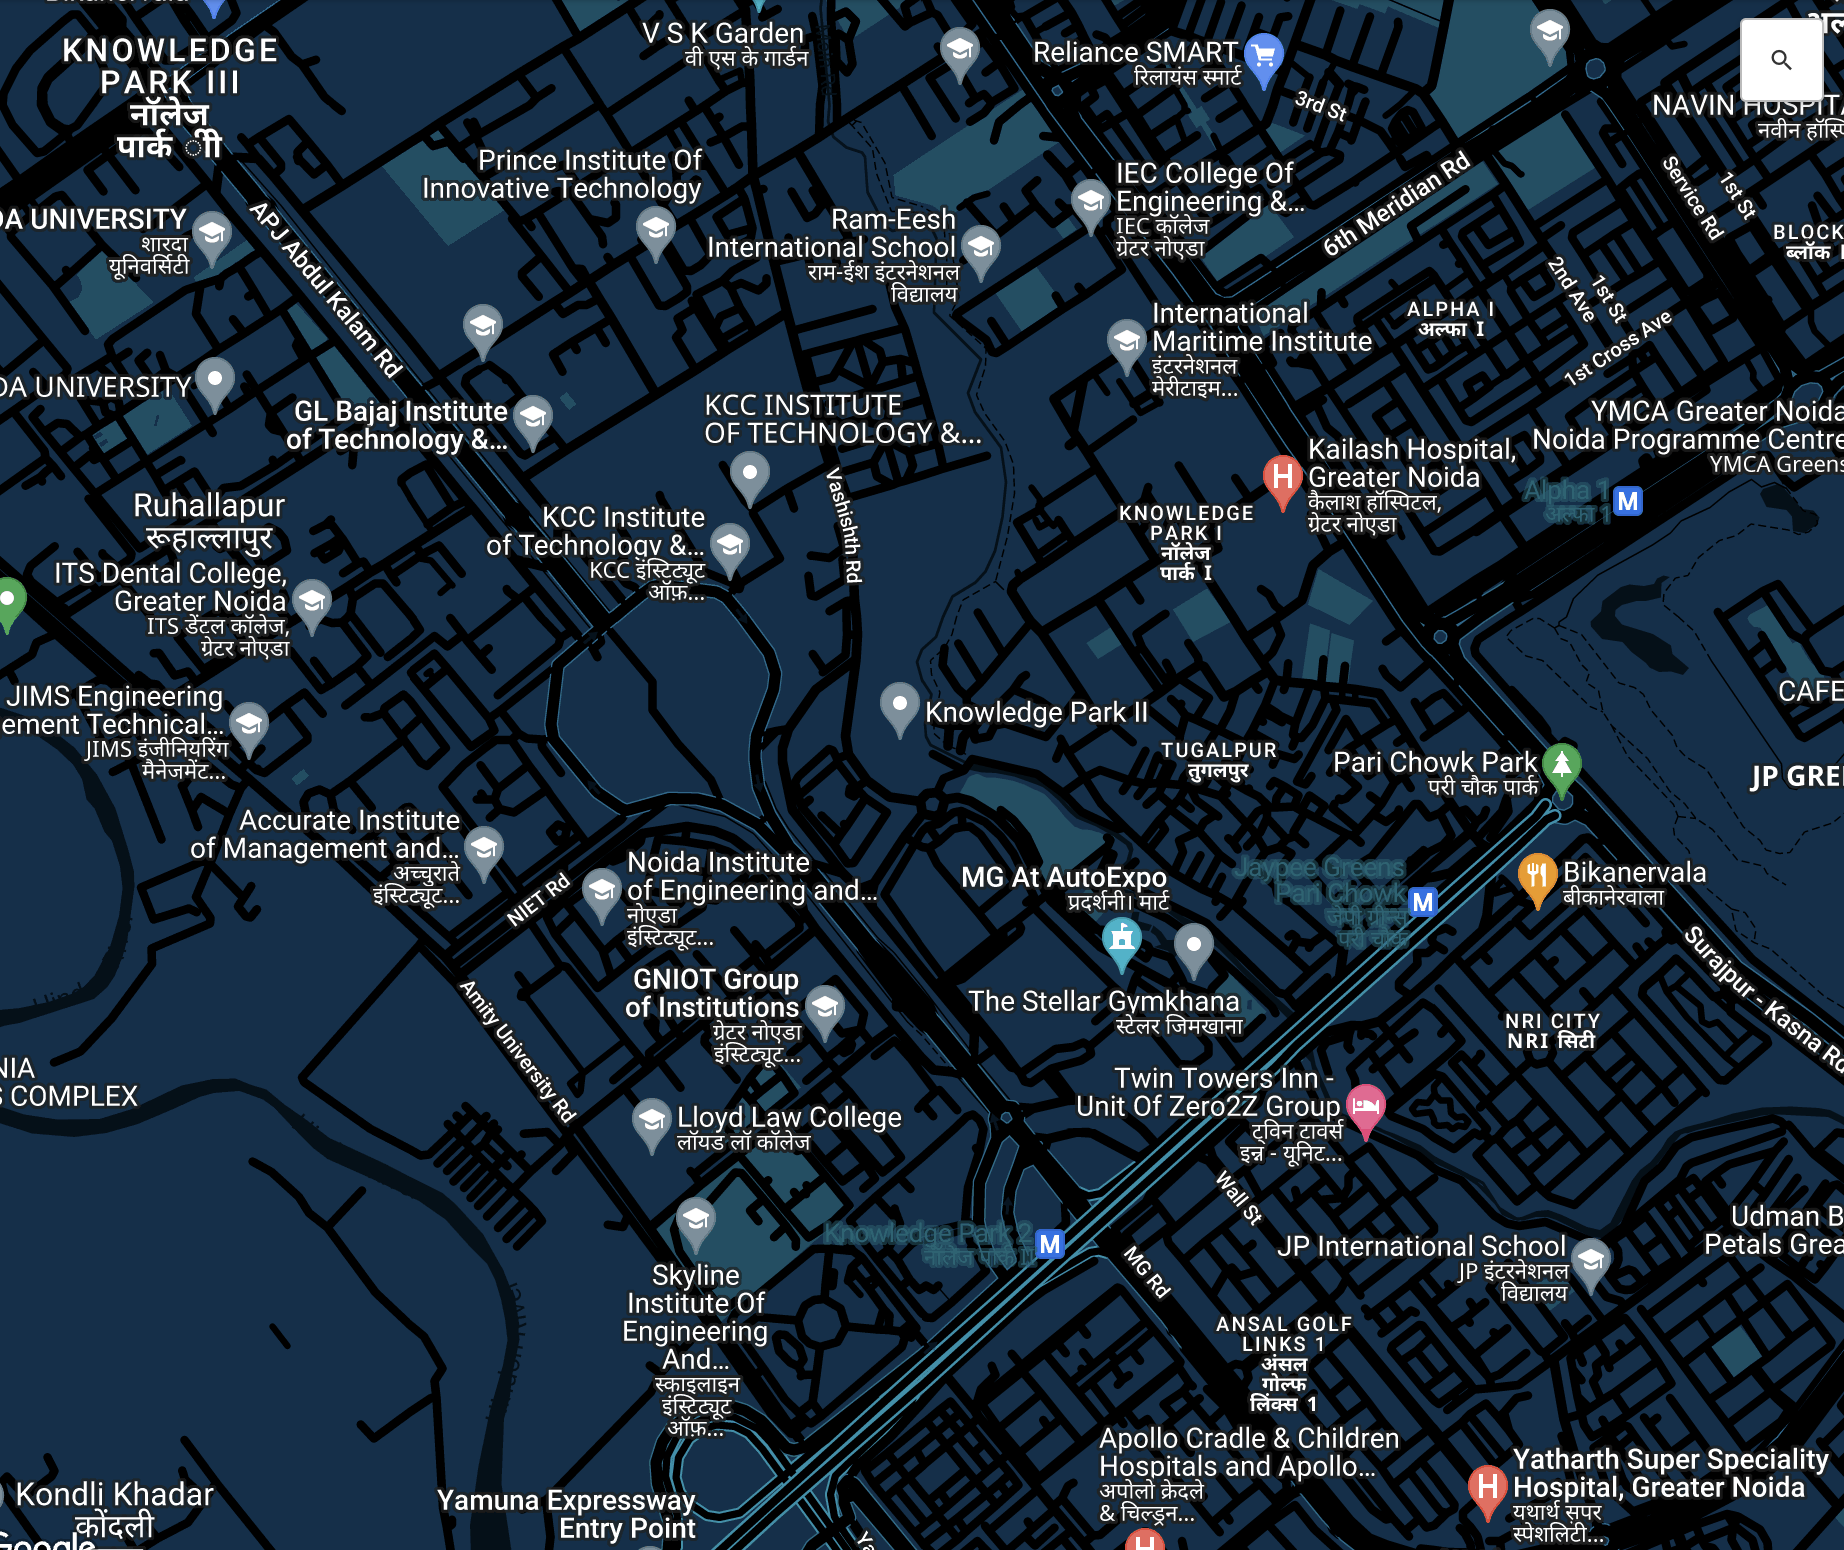 KNOWLEDGE
PARK III
नॉलेज
पार्क ीी
V S K Garden
वी एस के गार्डन
Reliance SMART
रिलायंस स्मार्ट
3rd St
NAVIN HOSPITA
नवीन हॉस्पि
Service Rd
1st St
Prince Institute Of
Innovative Technology
IEC College Of
Engineering &...
IEC कॉलेज
ग्रेटर नोएडा
6th Meridian Rd
DA UNIVERSITY
शारदा
यूनिवर्सिटी
APJ Abdul Kalam Rd
Ram-Eesh
International School
राम-ईश इंटरनेशनल
विद्यालय
BLOCK
ब्लॉक
2nd Ave
1st St
1st Cross Ave
ALPHA I
अल्फा I
International
Maritime Institute
इंटरनेशनल
मेरीटाइम...
DA UNIVERSITY
GL Bajaj Institute
of Technology &...
KCC INSTITUTE
OF TECHNOLOGY &...
YMCA Greater Noida
Noida Programme Centre
YMCA Greens
Kailash Hospital,
Greater Noida
कैलाश हॉस्पिटल,
ग्रेटर नोएडा
Alpha 1
अल्फा 1
M
Ruhallapur
रूहाल्लापुर
KCC Institute
of Technology &...
KCC इंस्टिट्यूट
ऑफ़...
Vashishth Rd
KNOWLEDGE
PARK I
नॉलेज
पार्क I
ITS Dental College,
Greater Noida
ITS डेंटल कॉलेज,
ग्रेटर नोएडा
JIMS Engineering
ement Technical...
JIMS इंजीनियरिंग
मैनेजमेंट...
Knowledge Park II
TUGALPUR
तुगलपुर
Pari Chowk Park
परी चौक पार्क
CAFE
JP GREE
Accurate Institute
of Management and...
अच्चुराते
इंस्टिट्यूट...
NIET Rd
Noida Institute
of Engineering and...
नोएडा
इंस्टिट्यूट...
MG At AutoExpo
प्रदर्शनी। मार्ट
Jaypee Greens
Pari Chowk
जेपी ग्रीन्स
परी चौक
M
Bikanervala
बीकानेरवाला
Surajpur - Kasna Rd
GNIOT Group
of Institutions
ग्रेटर नोएडा
इंस्टिट्यूट...
The Stellar Gymkhana
स्टेलर जिमखाना
NRI CITY
NRI सिटी
Amity University Rd
NIA
S COMPLEX
Twin Towers Inn -
Unit Of Zero2Z Group
ट्विन टावर्स
इन्न - यूनिट...
Lloyd Law College
लॉयड लॉ कॉलेज
Wall St
Knowledge Park 2
नॉलेज पार्क II
M
MG Rd
JP International School
JP इंटरनेशनल
विद्यालय
Udman B
Petals Grea
Skyline
Institute Of
Engineering
And...
स्काइलाइन
इंस्टिट्यूट
ऑफ़...
ANSAL GOLF
LINKS 1
अंसल
गोल्फ
लिंक्स 1
Apollo Cradle & Children
Hospitals and Apollo...
अपोलो क्रेदले
& चिल्ड्रन...
Yatharth Super Speciality
Hospital, Greater Noida
यथार्थ सुपर
स्पेशलिटी...
Kondli Khadar
कोंदली
Yamuna Expressway
Entry Point
Google